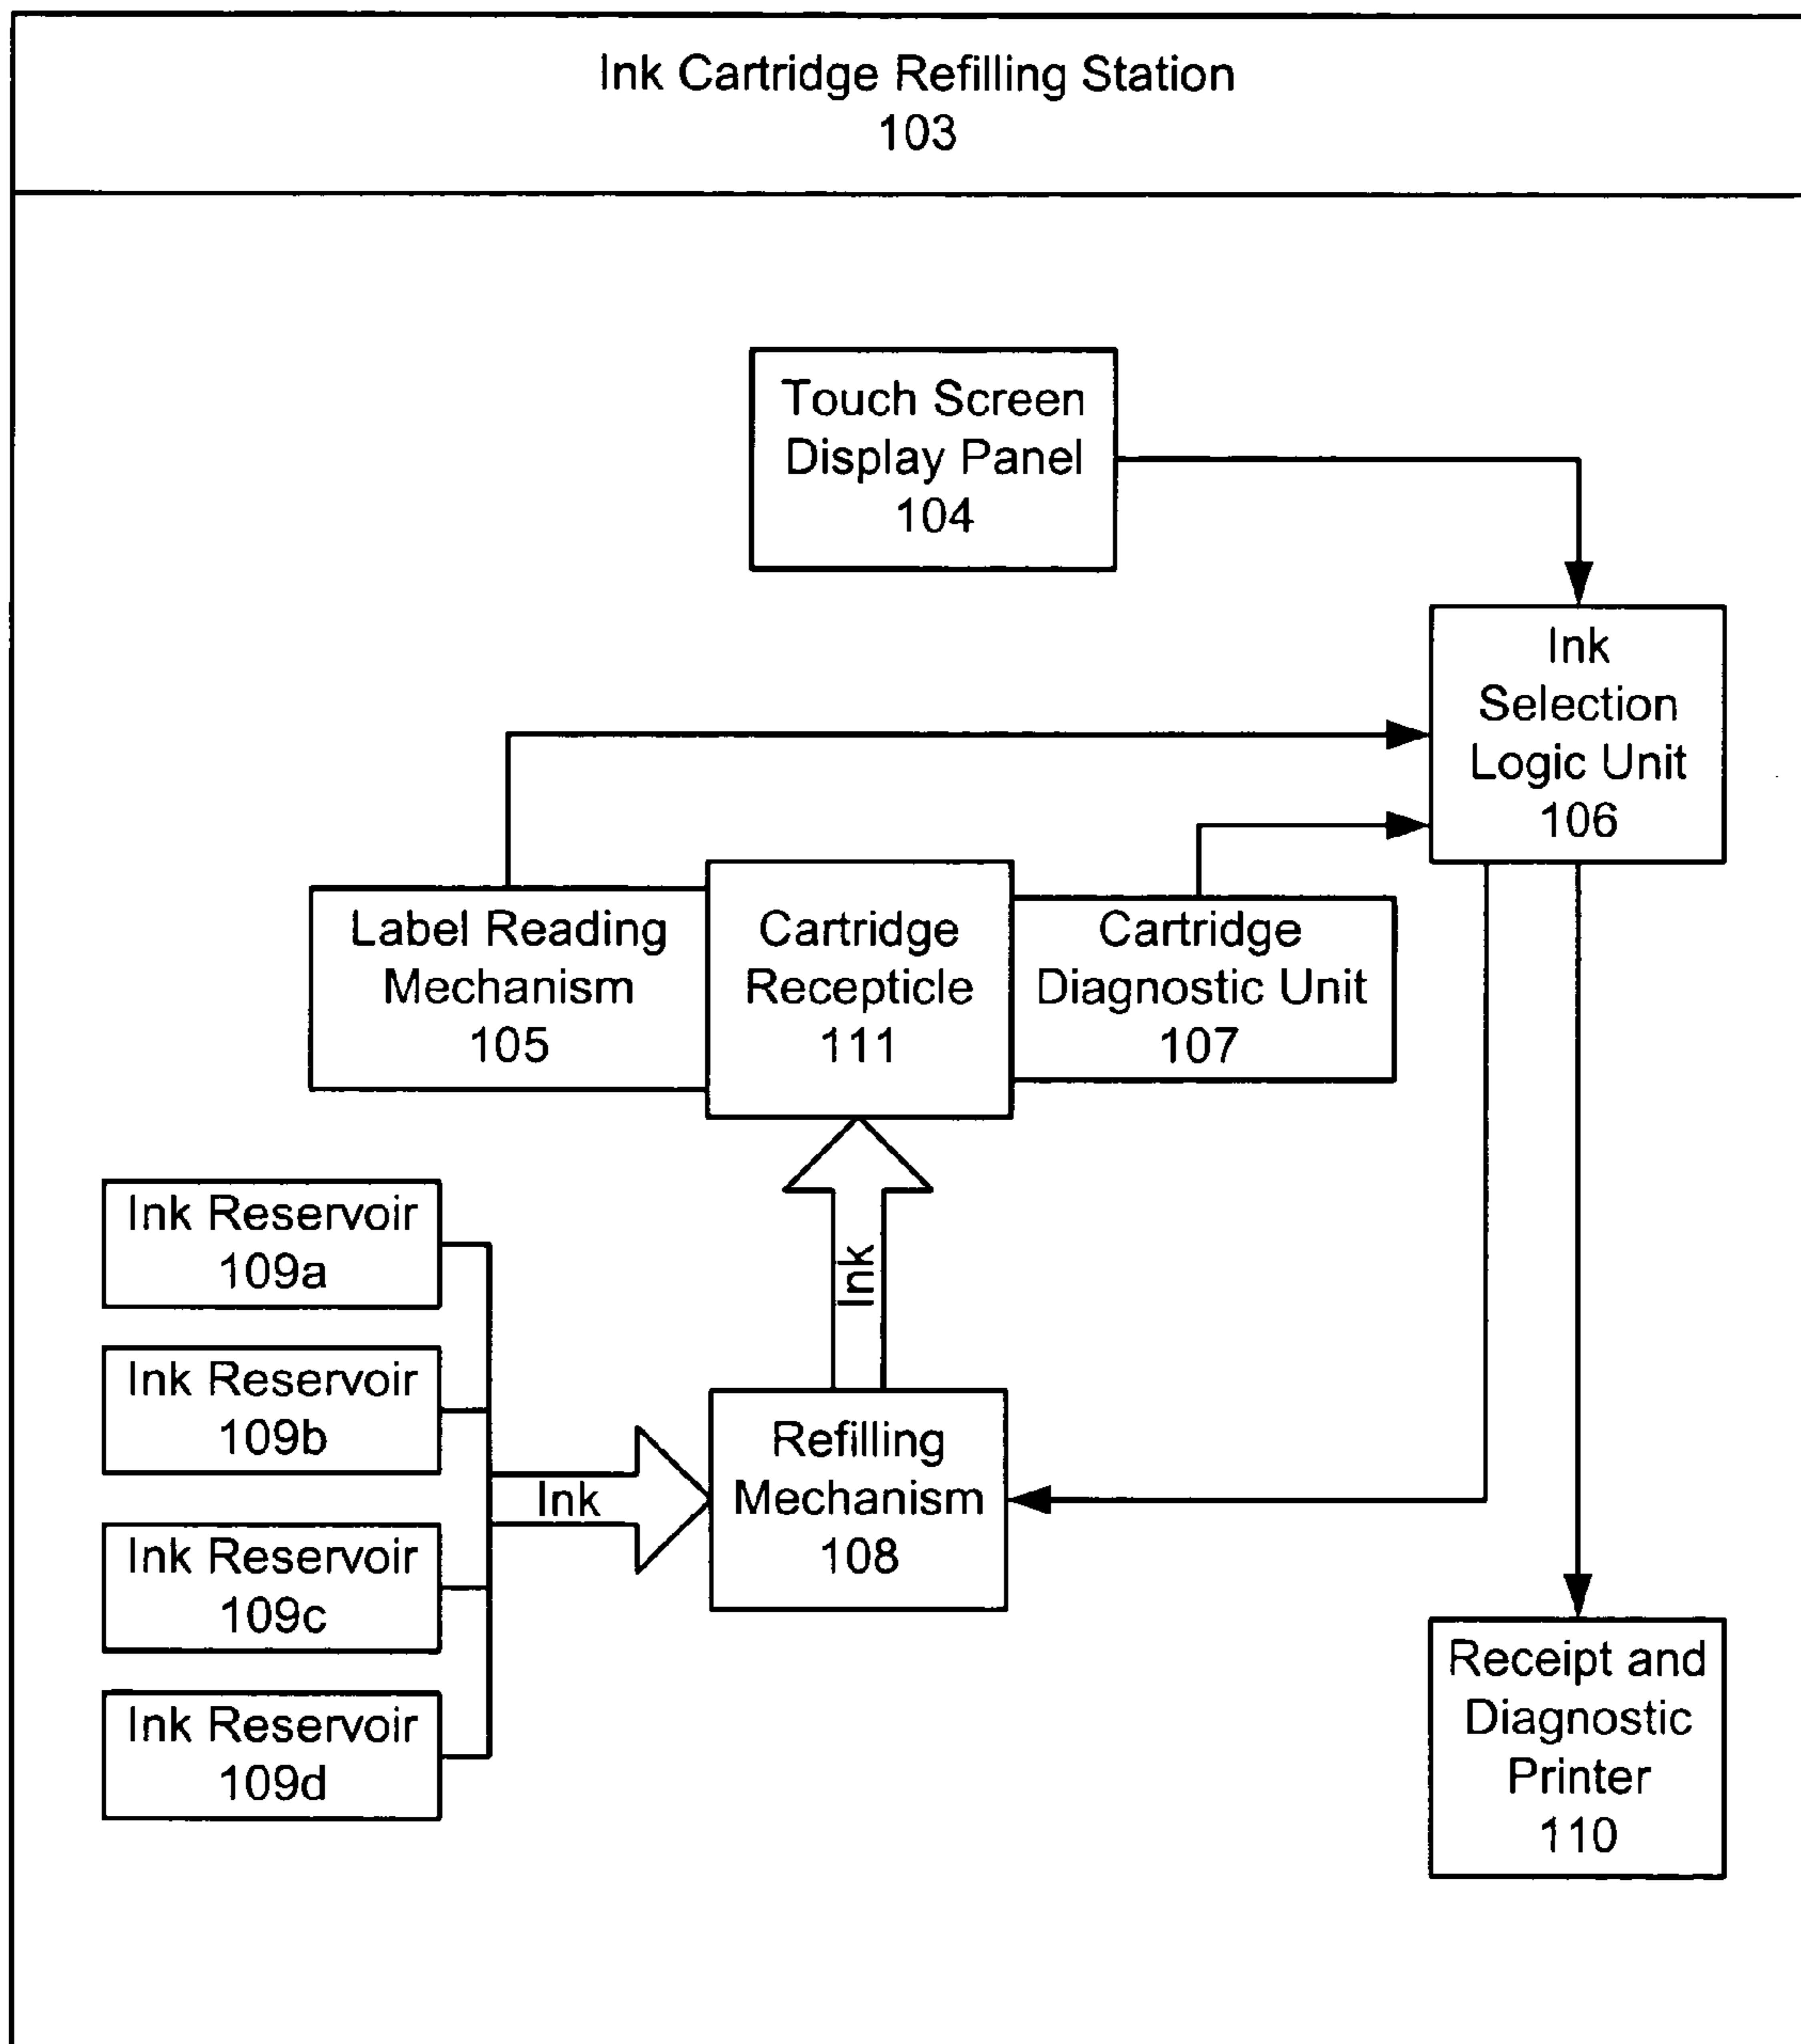 Ink Cartridge Refilling Station
103
Touch Screen
Display Panel
104
Ink
Selection
Logic Unit
106
Label Reading
Mechanism
105
Cartridge
Recepticle
111
Cartridge
Diagnostic Unit
107
Ink
Ink Reservoir
109a
Ink Reservoir
109b
Ink Reservoir
109c
Ink Reservoir
109d
Ink
Refilling
Mechanism
108
Receipt and
Diagnostic
Printer
110